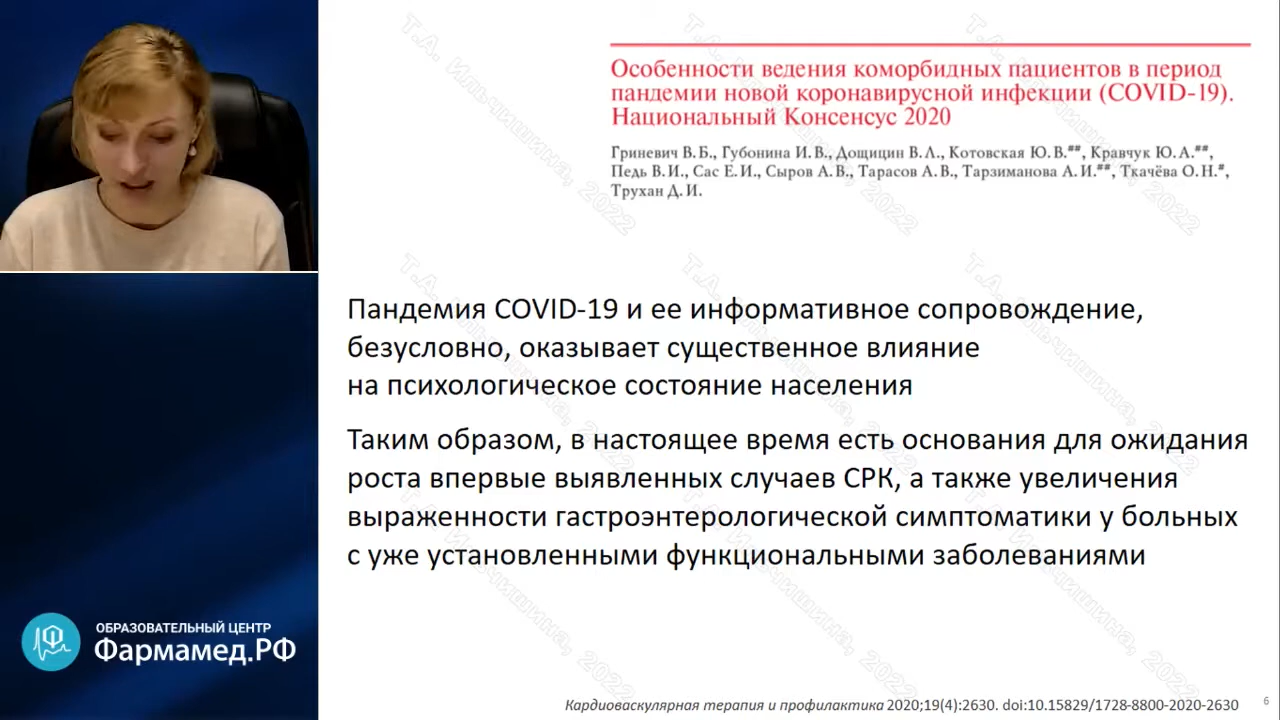 Особенности ведения коморбидных пациентов в период
пандемии новой коронавирусной инфекции (COVID-19).
Национальный Консенсус 2020
Гриневич В. Б., Губонина И. В., Дощицин В. Л., Котовская Ю. В.##, Кравчук Ю. А.##,
Педь В. И., Сас Е. И., Сыров А. В., Тарасов А. В., Тарзиманова А. И.##, Ткачёва О. Н.#,
Трухан Д. И.
Пандемия COVID-19 и ее информативное сопровождение,
безусловно, оказывает существенное влияние
на психологическое состояние населения
Таким образом, в настоящее время есть основания для ожидания
роста впервые выявленных случаев СРК, а также увеличения
выраженности гастроэнтерологической симптоматики у больных
с уже установленными функциональными заболеваниями
ОБРАЗОВАТЕЛЬНЫЙ ЦЕНТР
Фармамед.РФ
Кардиоваскулярная терапия и профилактика 2020;19(4):2630. doi:10.15829/1728-8800-2020-2630
6
Т.А. Ильчишина, 2022